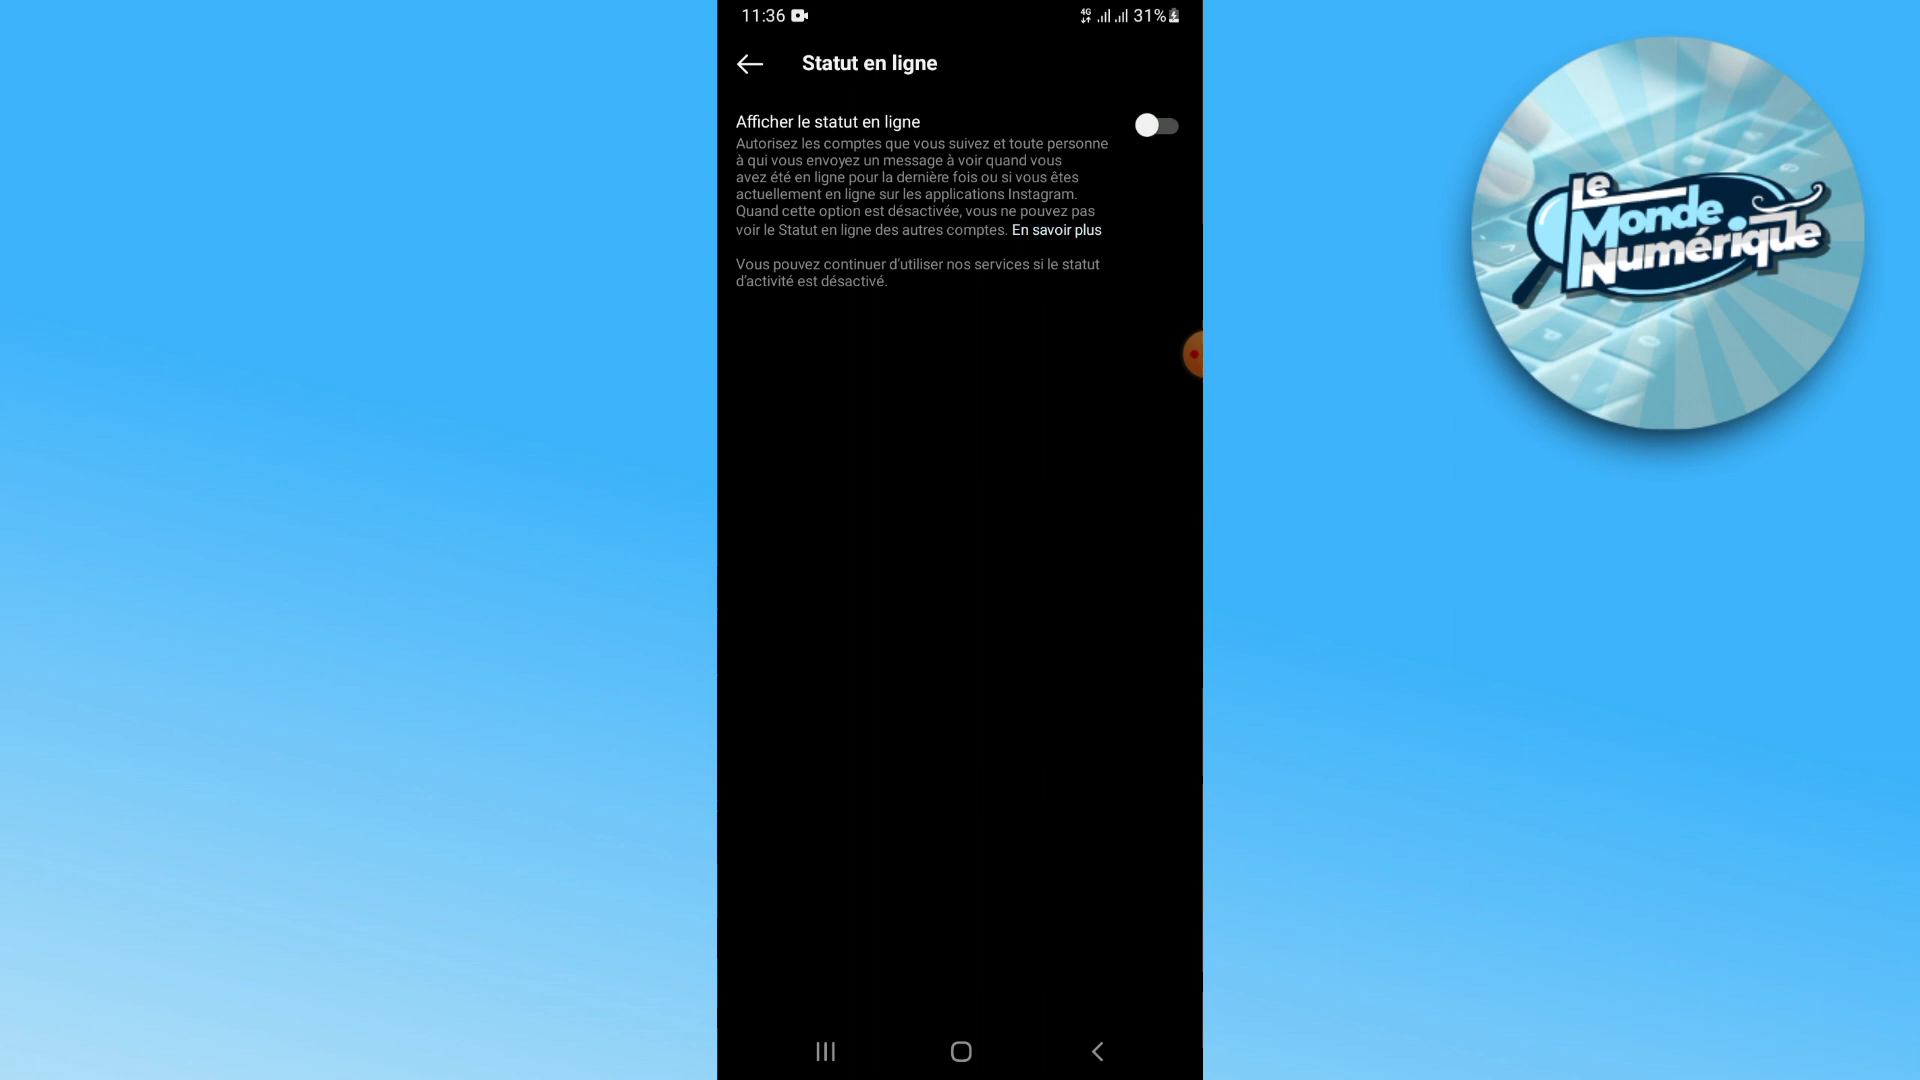 11:36
4G 31%
Statut en ligne
Afficher le statut en ligne
Autorisez les comptes que vous suivez et toute personne
à qui vous envoyez un message à voir quand vous
avez été en ligne pour la dernière fois ou si vous êtes
actuellement en ligne sur les applications Instagram.
Quand cette option est désactivée, vous ne pouvez pas
voir le Statut en ligne des autres comptes. En savoir plus
Vous pouvez continuer d’utiliser nos services si le statut
d’activité est désactivé.
Le
Monde
Numérique